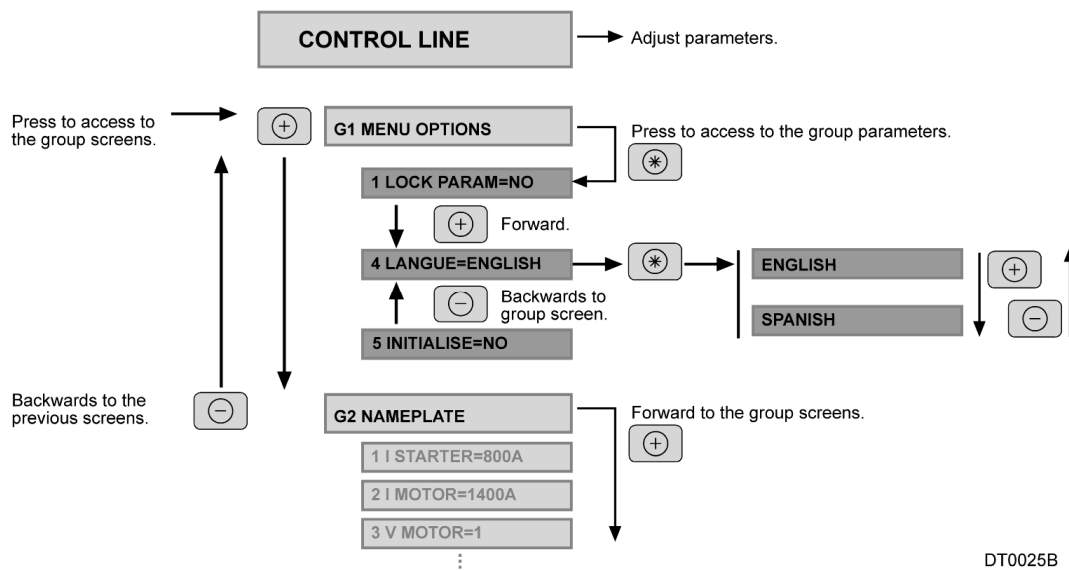 CONTROL LINE
Adjust parameters.
Press to access to
the group screens.
G1 MENU OPTIONS
Press to access to the group parameters.
1 LOCK PARAM=NO
Forward.
4 LANGUE=ENGLISH
ENGLISH
Backwards to
group screen.
SPANISH
5 INITIALISE=NO
Backwards to the
previous screens.
G2 NAMEPLATE
Forward to the group screens.
1 I STARTER=800A
2 I MOTOR=1400A
3 V MOTOR=1
DT0025B